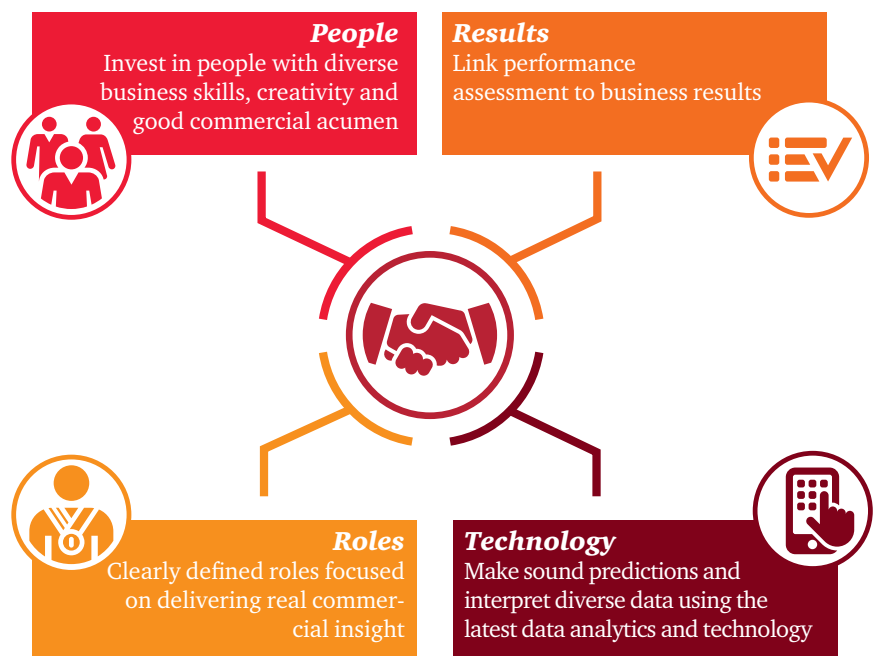 People
Invest in people with diverse
business skills, creativity and
good commercial acumen
Results
Link performance
assessment to business results
Roles
Clearly defined roles focused
on delivering real commer-
cial insight
Technology
Make sound predictions and
interpret diverse data using the
latest data analytics and technology